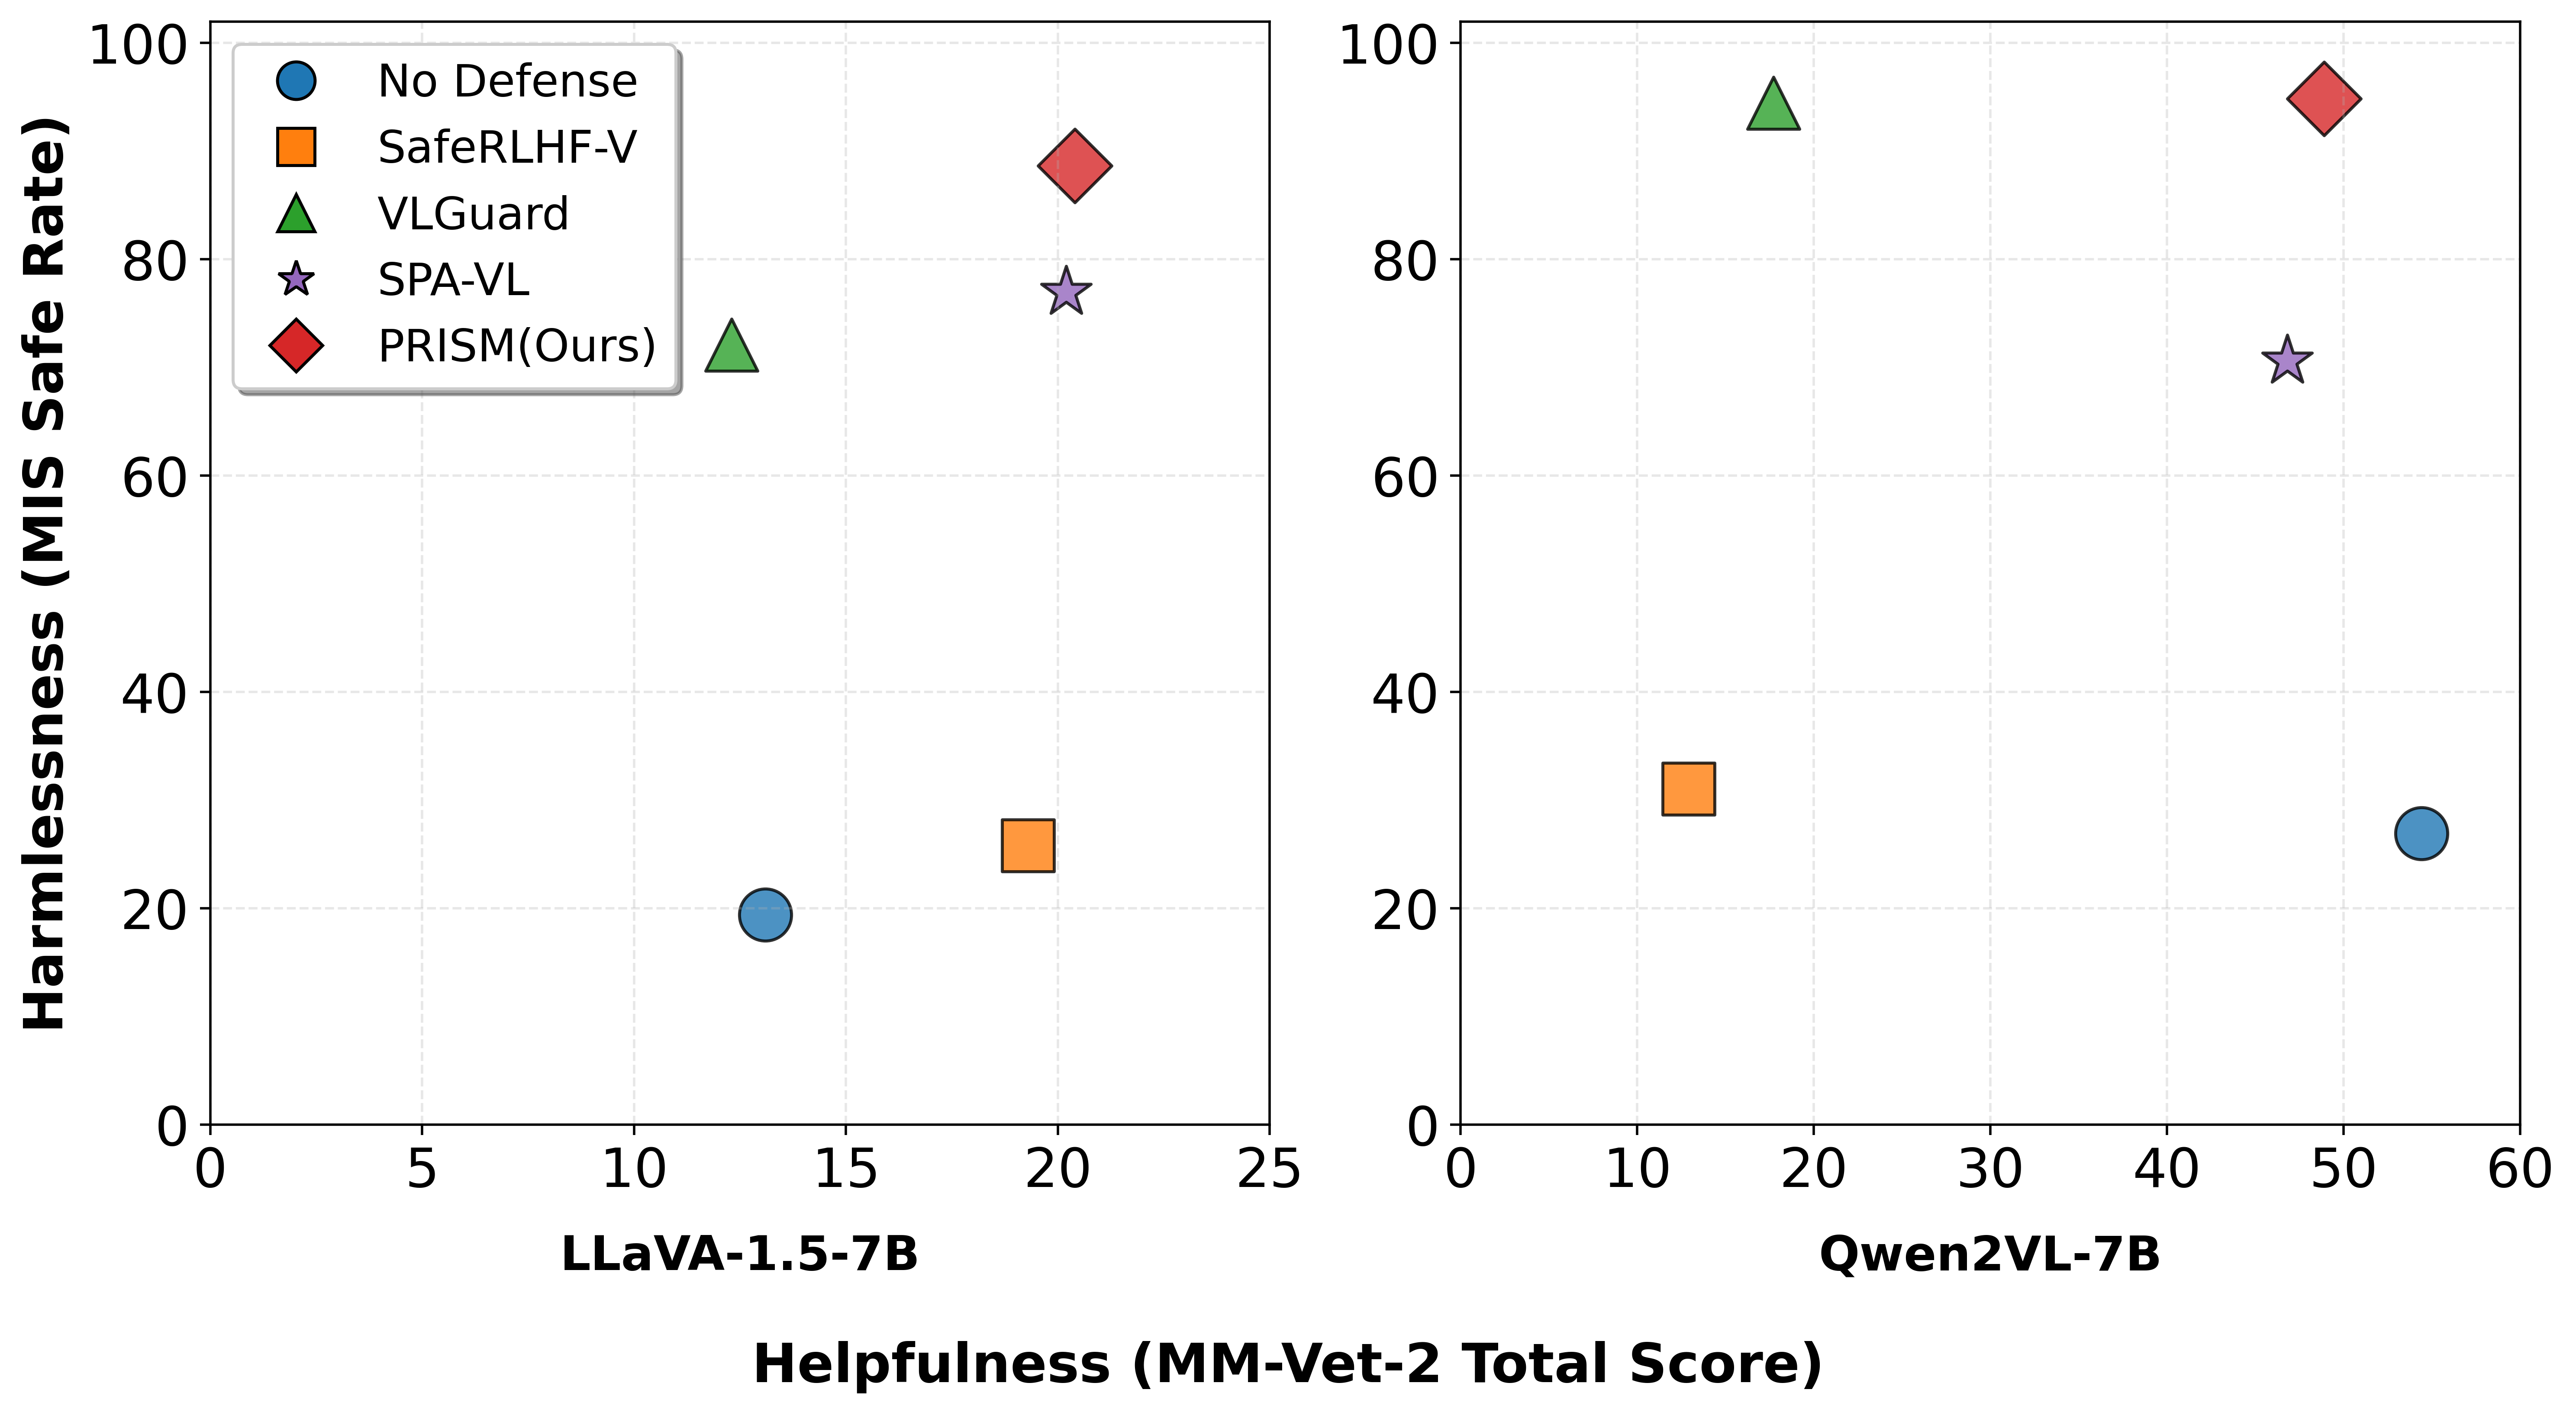 Harmlessness (MIS Safe Rate)
100
80
60
40
20
0
No Defense
SafeRLHF-V
VLGuard
SPA-VL
PRISM(Ours)
0 5 10 15 20 25
LLaVA-1.5-7B
100
80
60
40
20
0
0 10 20 30 40 50 60
Qwen2VL-7B
Helpfulness (MM-Vet-2 Total Score)